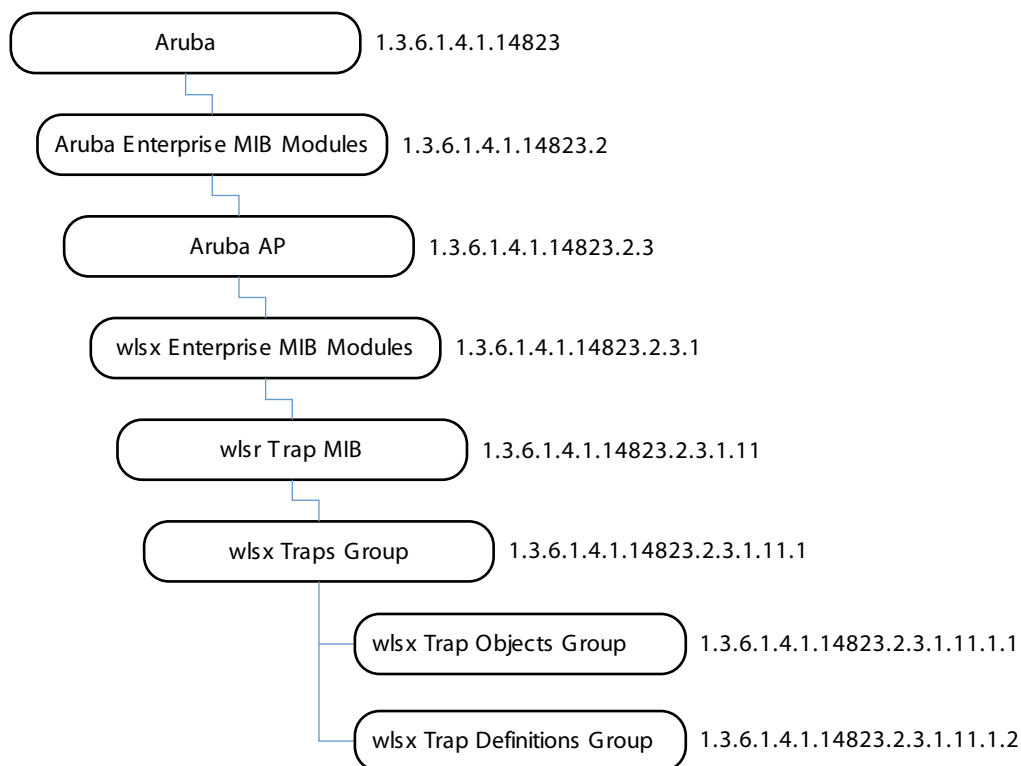 Aruba 1.3.6.1.4.1.14823
Aruba Enterprise MIB Modules 1.3.6.1.4.1.14823.2
Aruba AP 1.3.6.1.4.1.14823.2.3
wlsx Enterprise MIB Modules 1.3.6.1.4.1.14823.2.3.1
wlsr Trap MIB 1.3.6.1.4.1.14823.2.3.1.11
wlsx Traps Group 1.3.6.1.4.1.14823.2.3.1.11.1
wlsx Trap Objects Group 1.3.6.1.4.1.14823.2.3.1.11.1.1
wlsx Trap Definitions Group 1.3.6.1.4.1.14823.2.3.1.11.1.2